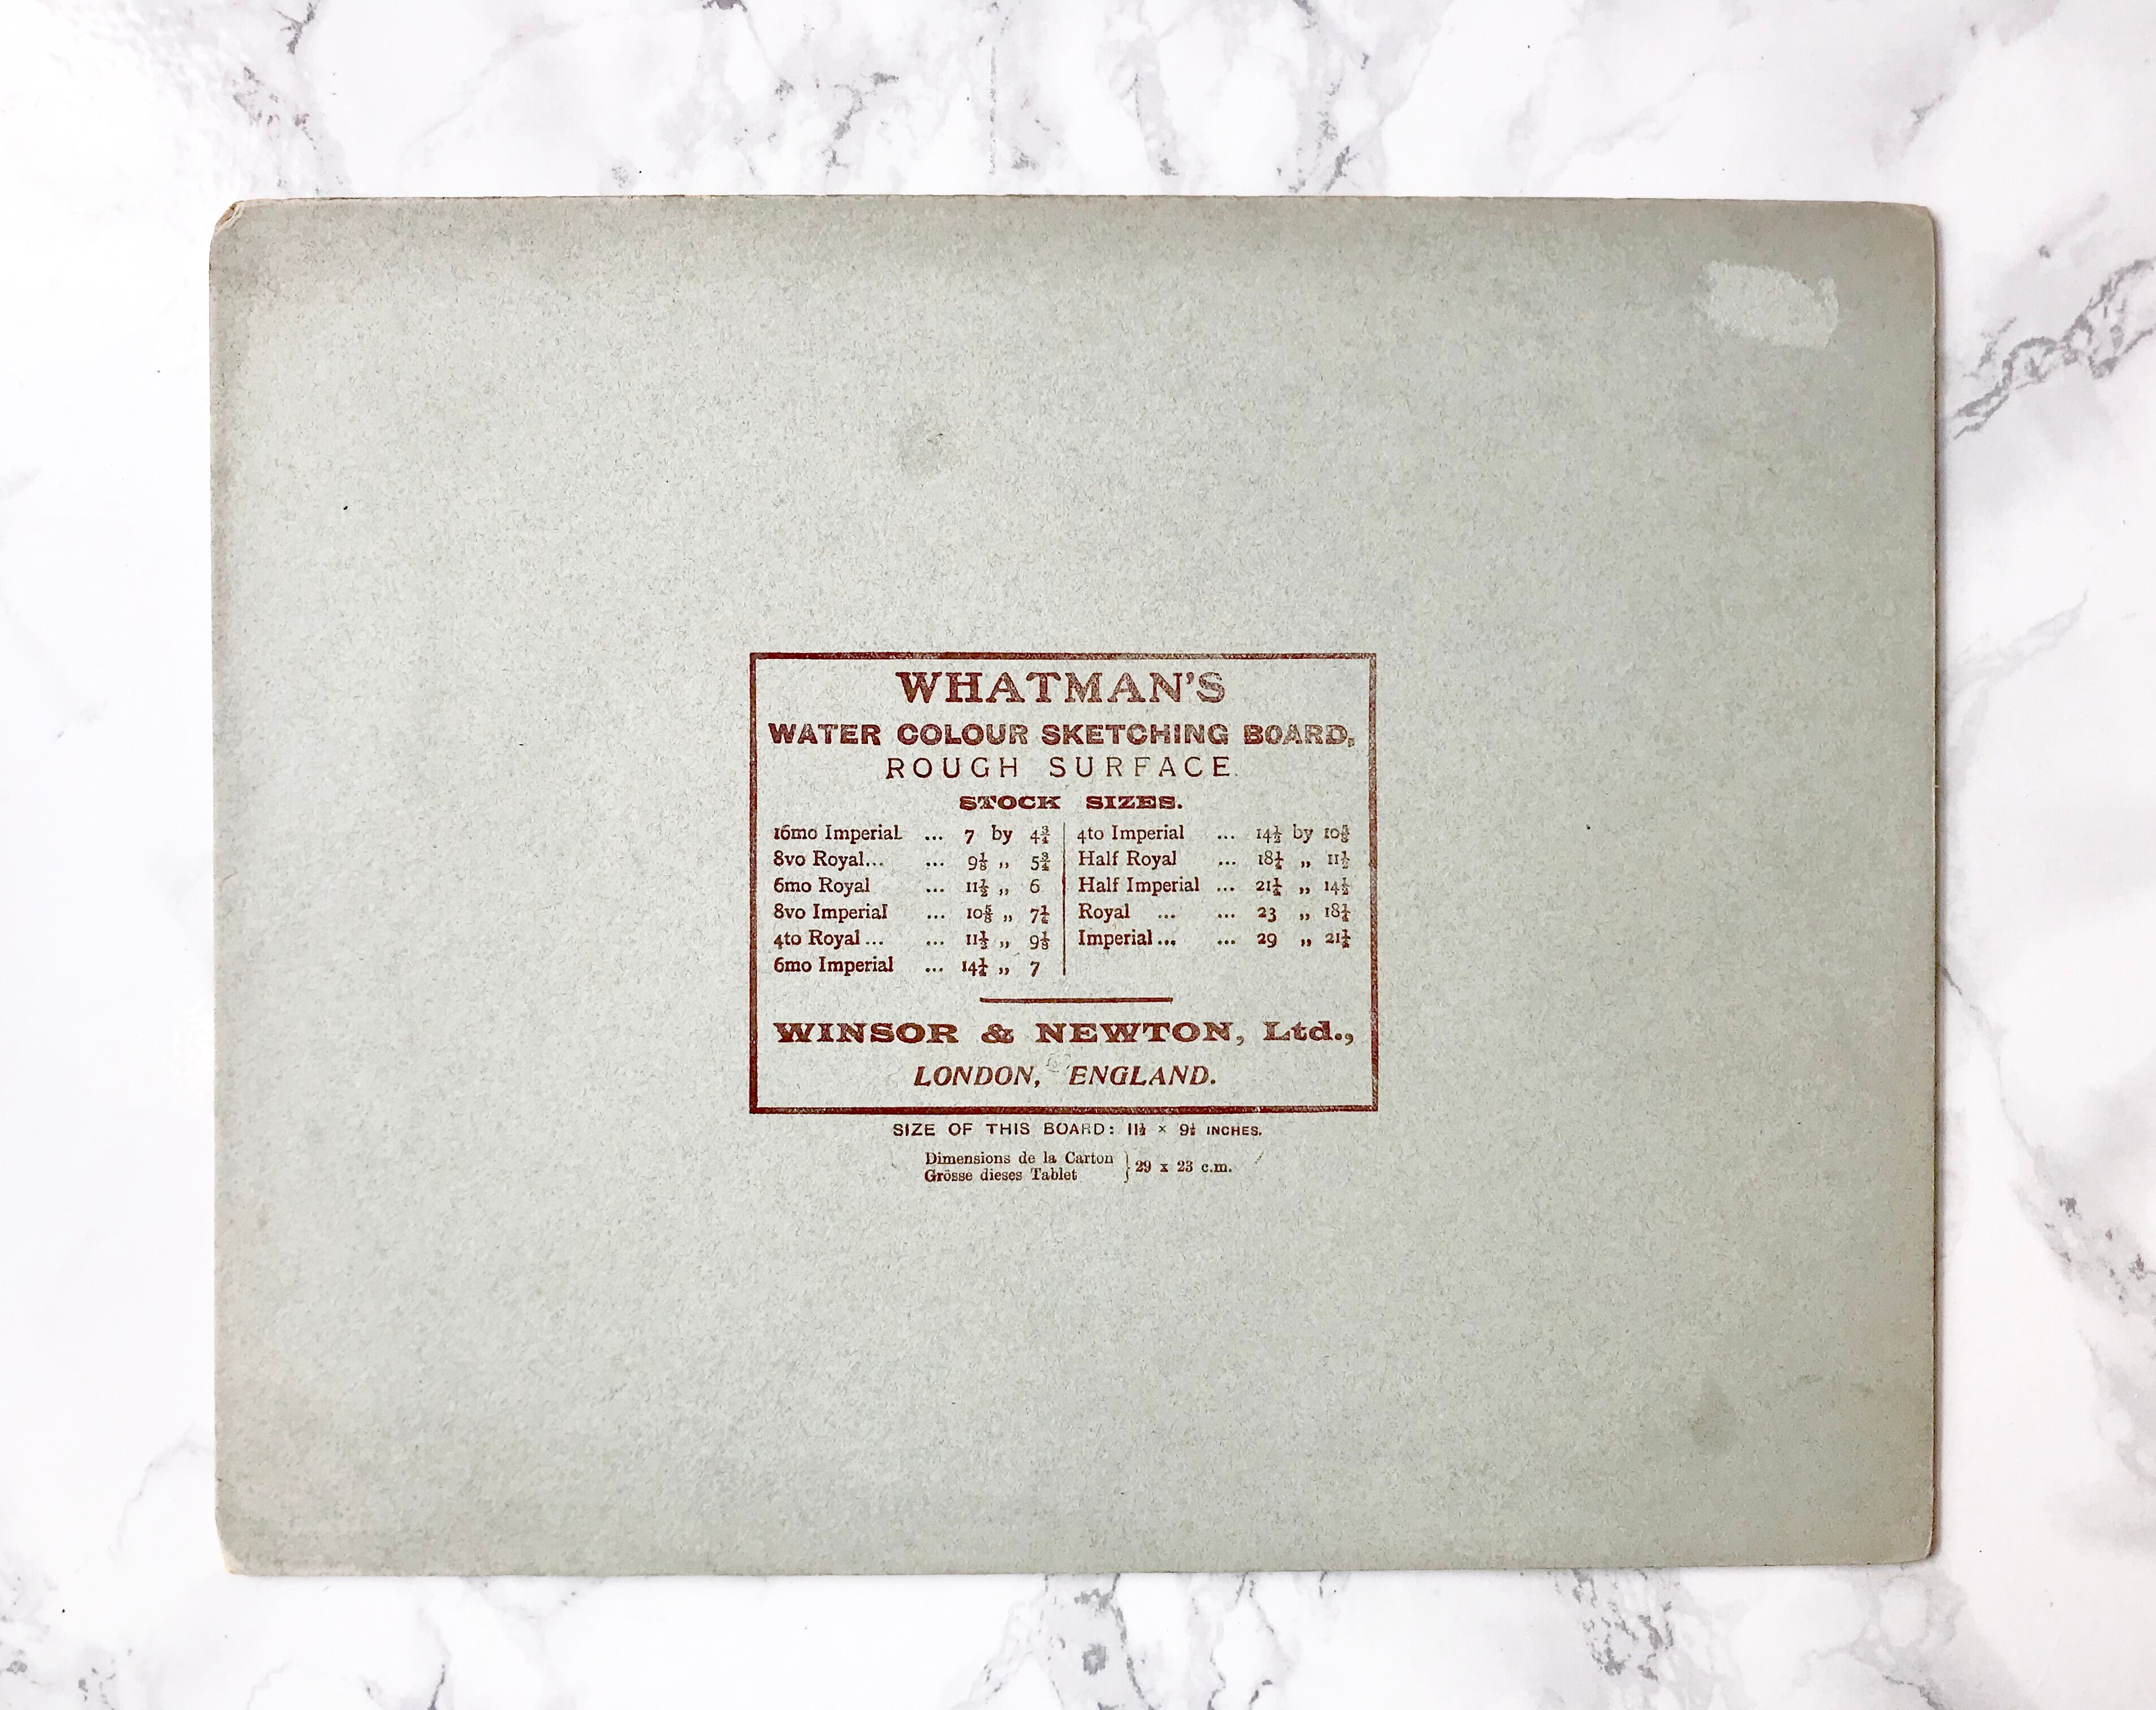 WHATMAN'S
WATER COLOUR SKETCHING BOARD,
ROUGH SURFACE.
STOCK SIZES.
16mo Imperial ... 7 by 4¾
8vo Royal... ... 9⅛ „ 5¾
6mo Royal ... 11½ „ 6
8vo Imperial ... 10⅝ „ 7½
4to Royal ... ... 11½ „ 9⅛
6mo Imperial ... 14¼ „ 7
4to Imperial ... 14½ by 10⅝
Half Royal ... 18¼ „ 11½
Half Imperial ... 21¼ „ 14½
Royal ... ... 23 „ 18¼
Imperial ... ... 29 „ 21¼
WINSOR & NEWTON, Ltd.,
LONDON, ENGLAND.
SIZE OF THIS BOARD: 11½ × 9⅛ INCHES.
Dimensions de la Carton
Grösse dieses Tablet } 29 x 23 c.m.